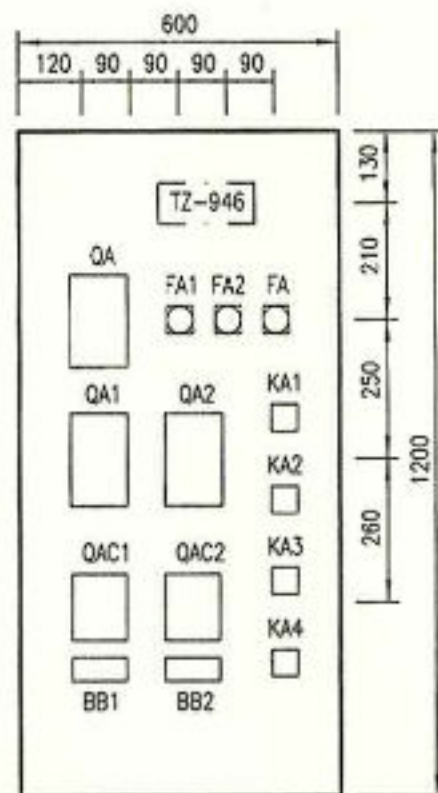 600
120 90 90 90 90
130
TZ-946
210
QA
FA1 FA2 FA
250
KA1
QA1 QA2
1200
KA2
260
QAC1 QAC2 KA3
KA4
BB1 BB2